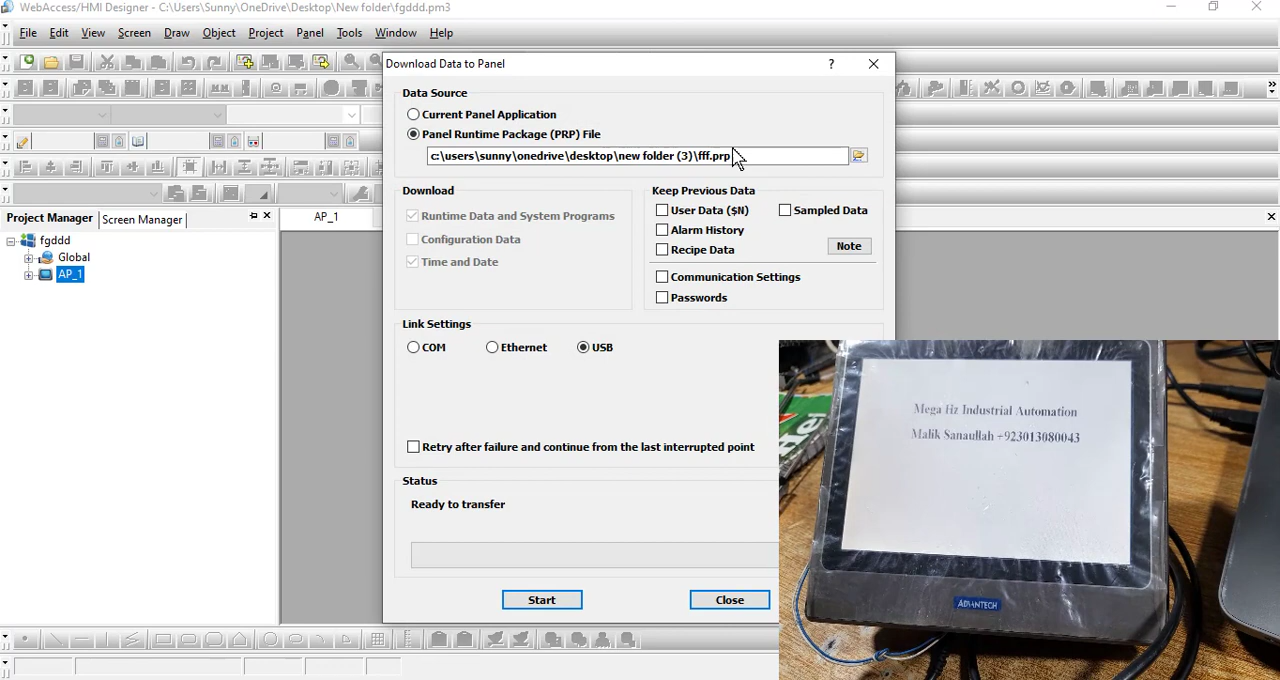 WebAccess/HMI Designer - C:\Users\Sunny\OneDrive\Desktop\New folder\fgddd.pm3
File Edit View Screen Draw Object Project Panel Tools Window Help
Download Data to Panel ?
Data Source
Current Panel Application
Panel Runtime Package (PRP) File
c:\users\sunny\onedrive\desktop\new folder (3)\fff.prp
Download
Runtime Data and System Programs
Configuration Data
Time and Date
Keep Previous Data
User Data ($N) Sampled Data
Alarm History
Recipe Data Note
Communication Settings
Passwords
Project Manager Screen Manager AP_1
fgddd
Global
AP_1
Link Settings
COM Ethernet USB
Retry after failure and continue from the last interrupted point
Status
Ready to transfer
Start Close
Mega Hz Industrial Automation
Malik Sanaullah +923013080043
ADVANTECH
Hei